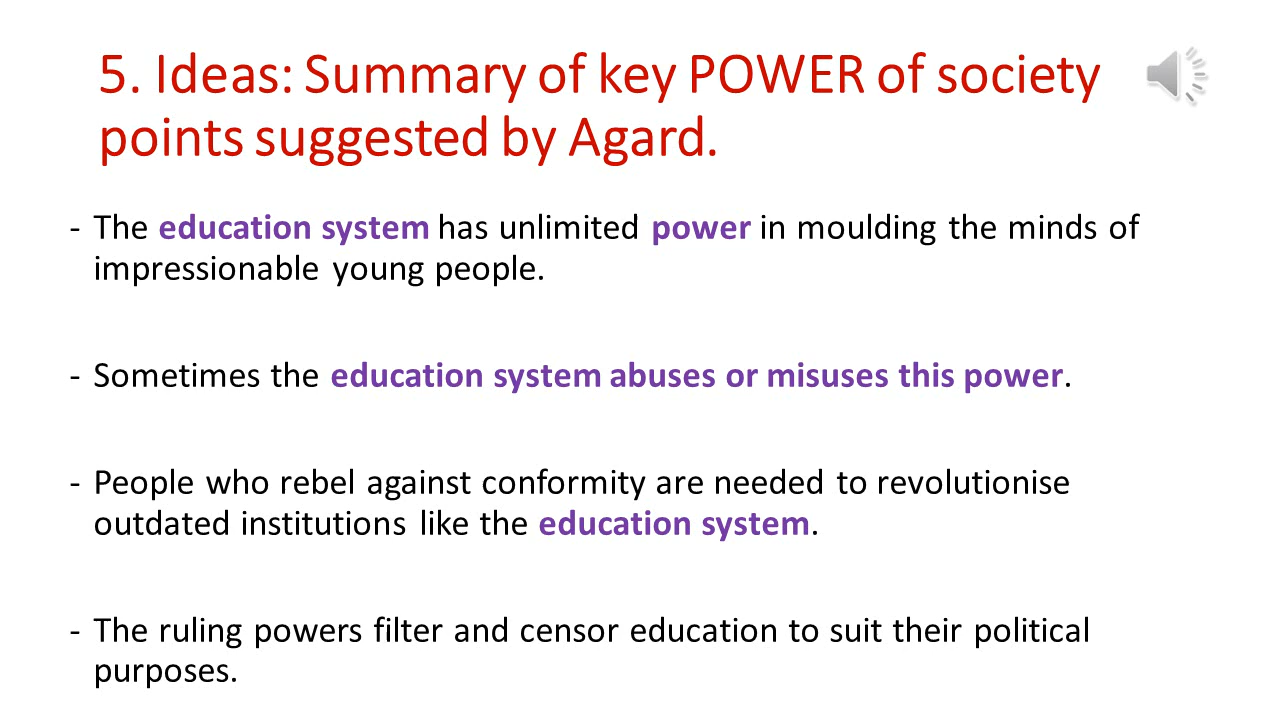 5. Ideas: Summary of key POWER of society
points suggested by Agard.
- The education system has unlimited power in moulding the minds of
impressionable young people.
- Sometimes the education system abuses or misuses this power.
- People who rebel against conformity are needed to revolutionise
outdated institutions like the education system.
- The ruling powers filter and censor education to suit their political
purposes.